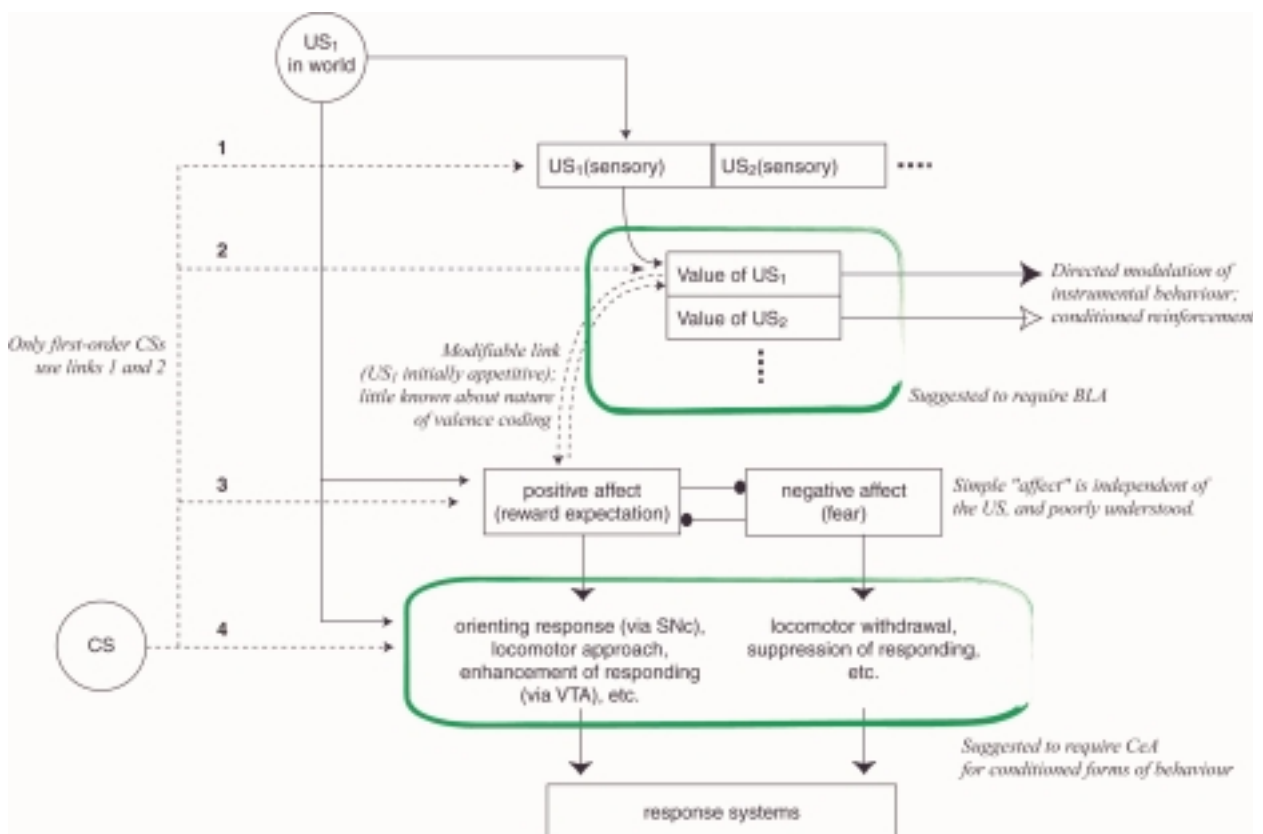 US₁
in world
1
US₁(sensory)
US₂(sensory)
2
Value of US₁
Value of US₂
Directed modulation of
instrumental behaviour;
conditioned reinforcement
Only first-order CSs
use links 1 and 2
Modifiable link
(US₁ initially appetitive);
little known about nature
of valence coding
Suggested to require BLA
3
positive affect
(reward expectation)
negative affect
(fear)
Simple "affect" is independent of
the US, and poorly understood.
CS
4
orienting response (via SNc),
locomotor approach,
enhancement of responding
(via VTA), etc.
locomotor withdrawal,
suppression of responding,
etc.
Suggested to require CeA
for conditioned forms of behaviour
response systems